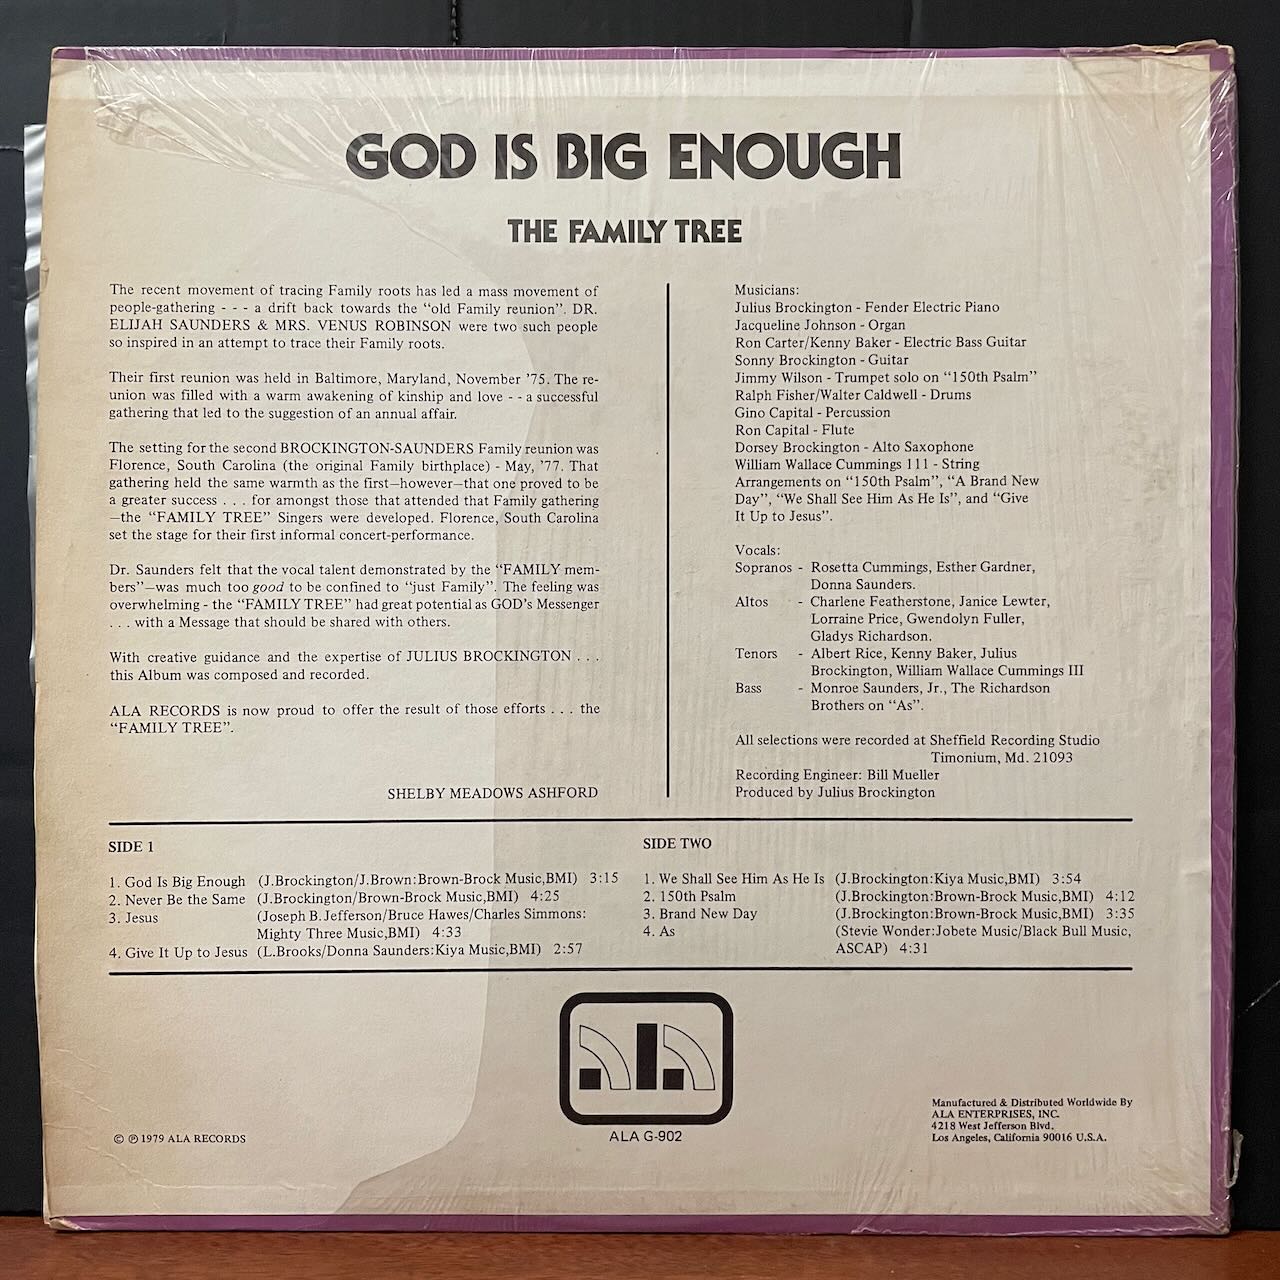 GOD IS BIG ENOUGH
THE FAMILY TREE
The recent movement of tracing Family roots has led a mass movement of
people-gathering - - - a drift back towards the “old Family reunion”. DR.
ELIJAH SAUNDERS & MRS. VENUS ROBINSON were two such people
so inspired in an attempt to trace their Family roots.
Their first reunion was held in Baltimore, Maryland, November ’75. The re-
union was filled with a warm awakening of kinship and love - - a successful
gathering that led to the suggestion of an annual affair.
The setting for the second BROCKINGTON-SAUNDERS Family reunion was
Florence, South Carolina (the original Family birthplace) - May, ’77. That
gathering held the same warmth as the first—however—that one proved to be
a greater success . . . for amongst those that attended that Family gathering
—the “FAMILY TREE” Singers were developed. Florence, South Carolina
set the stage for their first informal concert-performance.
Dr. Saunders felt that the vocal talent demonstrated by the “FAMILY mem-
bers”—was much too good to be confined to “just Family”. The feeling was
overwhelming - the “FAMILY TREE” had great potential as GOD’s Messenger
. . . with a Message that should be shared with others.
With creative guidance and the expertise of JULIUS BROCKINGTON . . .
this Album was composed and recorded.
ALA RECORDS is now proud to offer the result of those efforts . . . the
“FAMILY TREE”.
SHELBY MEADOWS ASHFORD
Musicians:
Julius Brockington - Fender Electric Piano
Jacqueline Johnson - Organ
Ron Carter/Kenny Baker - Electric Bass Guitar
Sonny Brockington - Guitar
Jimmy Wilson - Trumpet solo on “150th Psalm”
Ralph Fisher/Walter Caldwell - Drums
Gino Capital - Percussion
Ron Capital - Flute
Dorsey Brockington - Alto Saxophone
William Wallace Cummings 111 - String
Arrangements on “150th Psalm”, “A Brand New
Day”, “We Shall See Him As He Is”, and “Give
It Up to Jesus”.
Vocals:
Sopranos - Rosetta Cummings, Esther Gardner,
Donna Saunders.
Altos - Charlene Featherstone, Janice Lewter,
Lorraine Price, Gwendolyn Fuller,
Gladys Richardson.
Tenors - Albert Rice, Kenny Baker, Julius
Brockington, William Wallace Cummings III
Bass - Monroe Saunders, Jr., The Richardson
Brothers on “As”.
All selections were recorded at Sheffield Recording Studio
Timonium, Md. 21093
Recording Engineer: Bill Mueller
Produced by Julius Brockington
SIDE 1
1. God Is Big Enough (J.Brockington/J.Brown:Brown-Brock Music,BMI) 3:15
2. Never Be the Same (J.Brockington/Brown-Brock Music,BMI) 4:25
3. Jesus (Joseph B. Jefferson/Bruce Hawes/Charles Simmons:
Mighty Three Music,BMI) 4:33
4. Give It Up to Jesus (L.Brooks/Donna Saunders:Kiya Music,BMI) 2:57
SIDE TWO
1. We Shall See Him As He Is (J.Brockington:Kiya Music,BMI) 3:54
2. 150th Psalm (J.Brockington:Brown-Brock Music,BMI) 4:12
3. Brand New Day (J.Brockington:Brown-Brock Music,BMI) 3:35
4. As (Stevie Wonder:Jobete Music/Black Bull Music,
ASCAP) 4:31
ALA G-902
© ℗ 1979 ALA RECORDS
Manufactured & Distributed Worldwide By
ALA ENTERPRISES, INC.
4218 West Jefferson Blvd.
Los Angeles, California 90016 U.S.A.